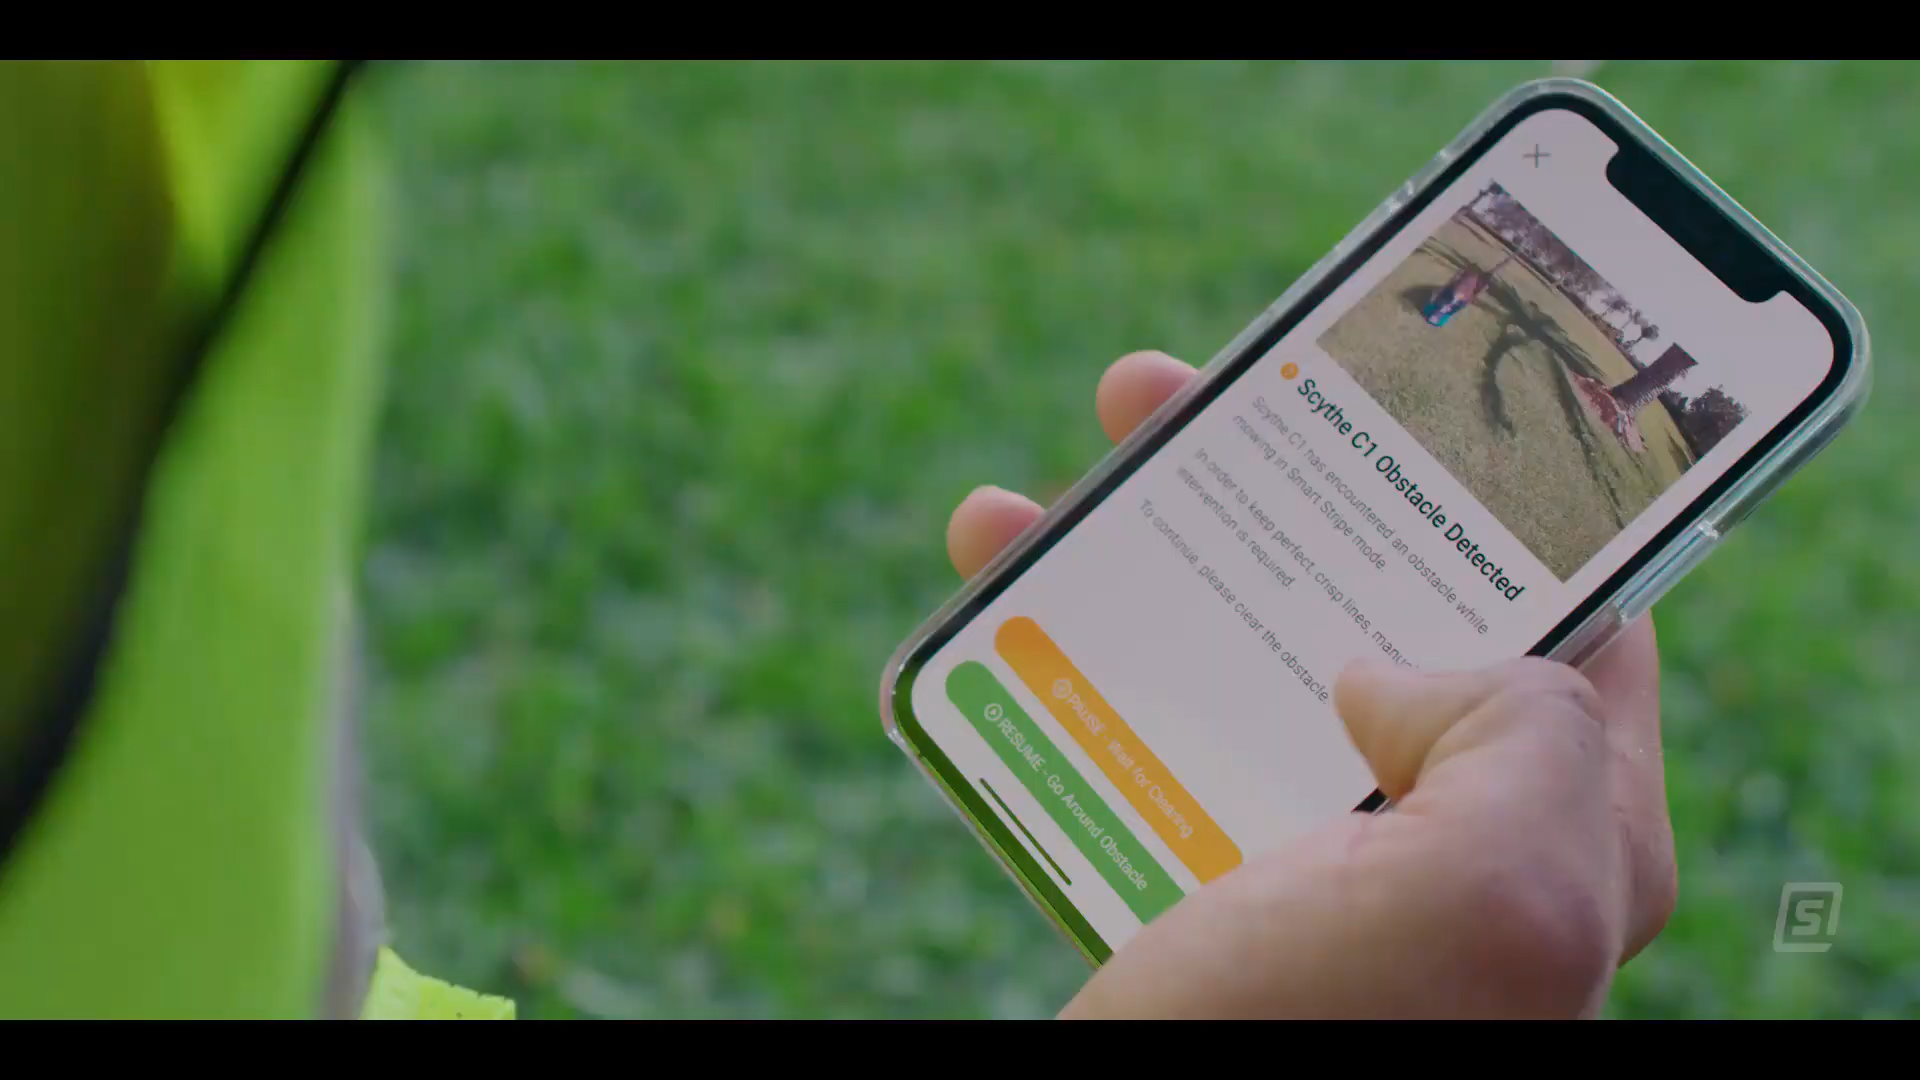 Scythe C1 Obstacle Detected
Scythe C1 has encountered an obstacle while
mowing in Smart Stripe mode.
In order to keep perfect, crisp lines,
intervention is required.
To continue, please clear the obstacle.
PAUSE - Wait for Clearing
RESUME - Go Around Obstacle
S